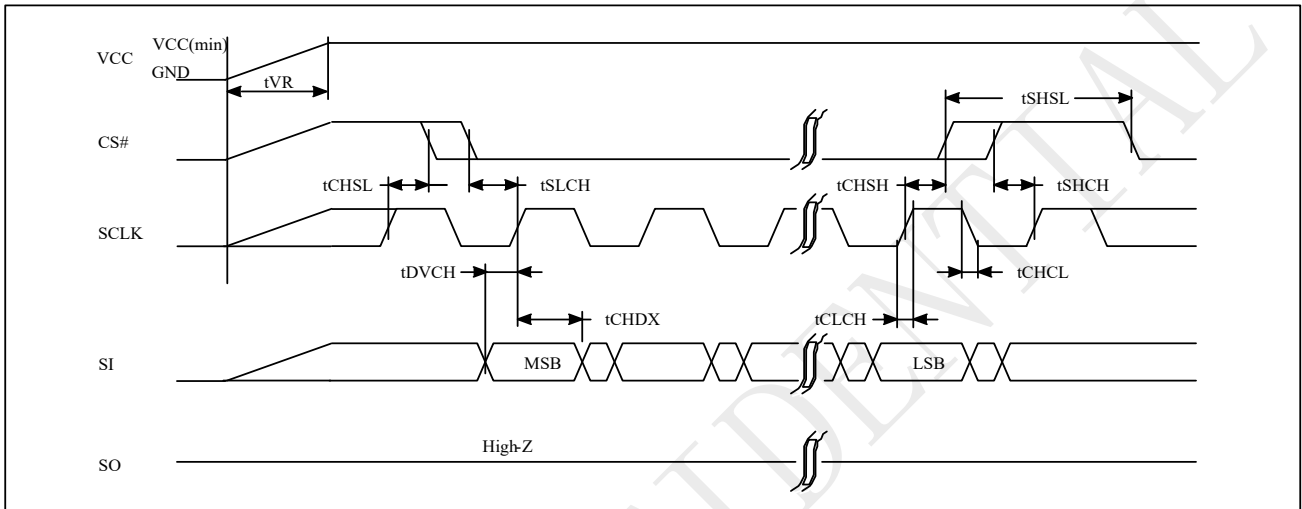 VCC
VCC(min)
GND
tVR
tSHSL
CS#
tCHSL
tSLCH
tCHSH
tSHCH
SCLK
tDVCH
tCHCL
tCHDX
tCLCH
SI
MSB
LSB
High-Z
SO
IDENTIAL